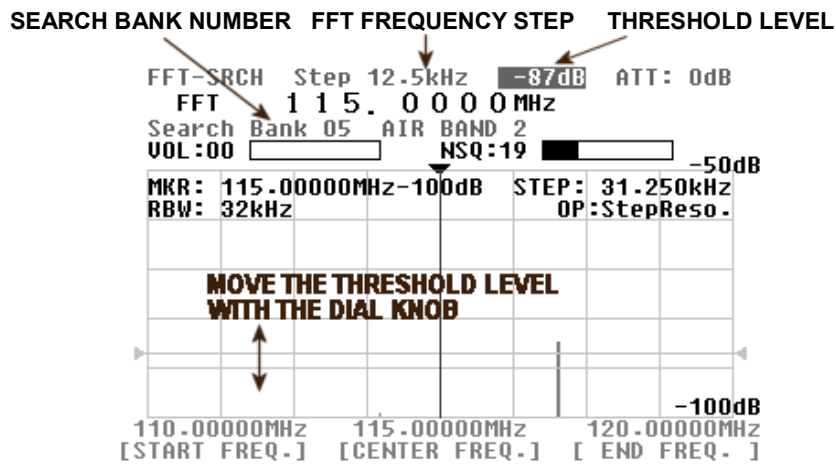 SEARCH BANK NUMBER FFT FREQUENCY STEP THRESHOLD LEVEL
FFT-SRCH Step 12.5kHz -87dB ATT: 0dB
FFT 115.0000MHz
Search Bank 05 AIR BAND 2
VOL:00 NSQ:19
-50dB
MKR: 115.00000MHz-100dB STEP: 31.250kHz
RBW: 32kHz OP:StepReso.
MOVE THE THRESHOLD LEVEL
WITH THE DIAL KNOB
-100dB
110.00000MHz 115.00000MHz 120.00000MHz
[START FREQ.] [CENTER FREQ.] [ END FREQ. ]